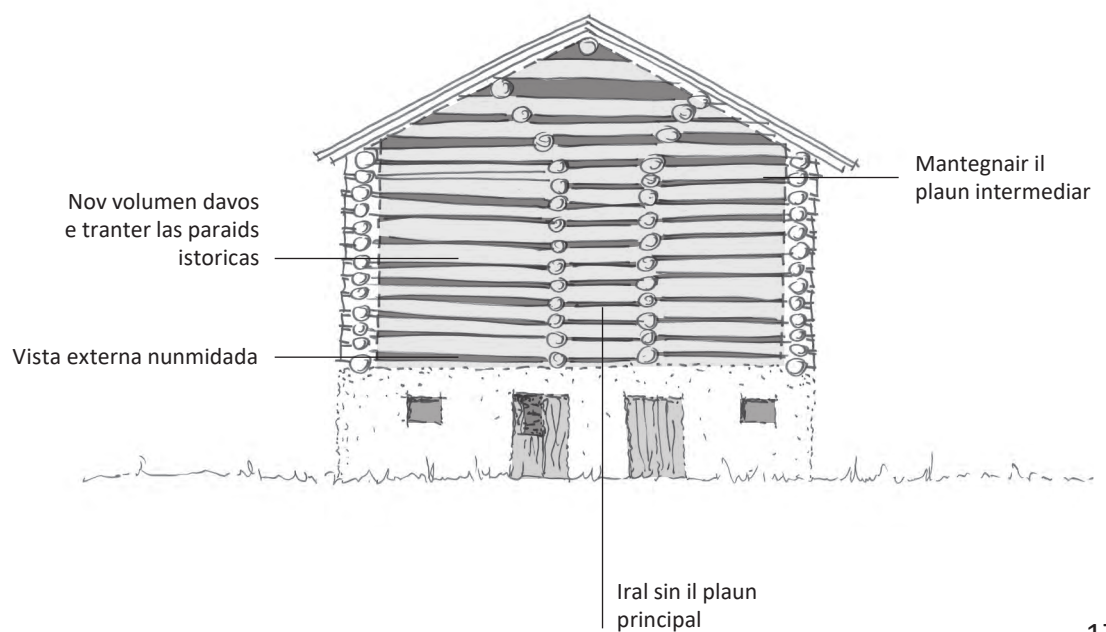 Mantegnair il
plaun intermediar
Nov volumen davos
e tranter las paraids
istoricas
Vista externa nunmidada
Iral sin il plaun
principal